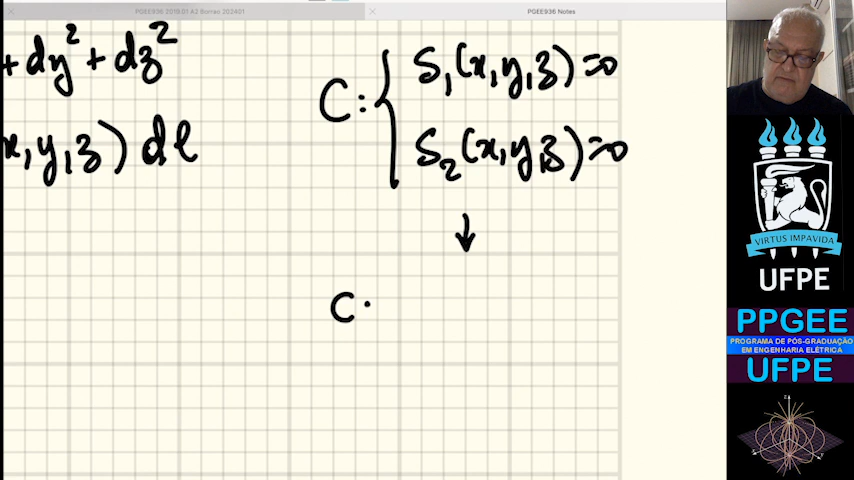 PGEE936 2019.01 A2 Borrao 202401
PGEE936 Notes
+ dy² + dz²
x, y, z) dl
C: { S₁(x, y, z) = 0
S₂(x, y, z) = 0
↓
C ·
VIRTUS IMPAVIDA
UFPE
PPGEE
PROGRAMA DE PÓS-GRADUAÇÃO
EM ENGENHARIA ELÉTRICA
UFPE